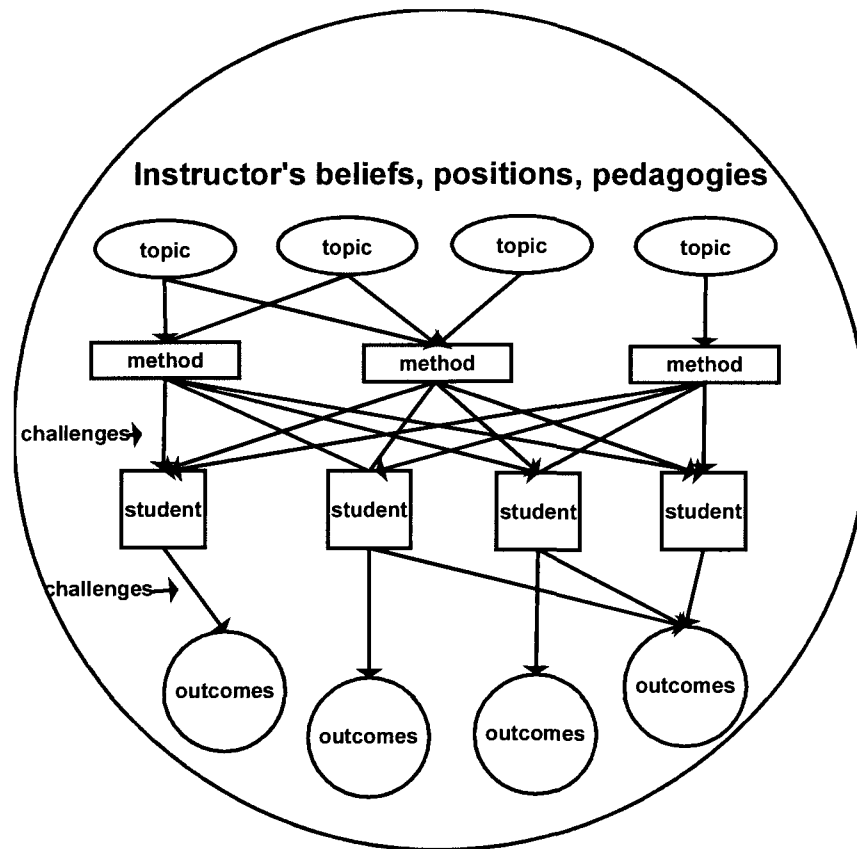 Instructor's beliefs, positions, pedagogies
topic
topic
topic
topic
method
method
method
challenges
student
student
student
student
challenges
outcomes
outcomes
outcomes
outcomes